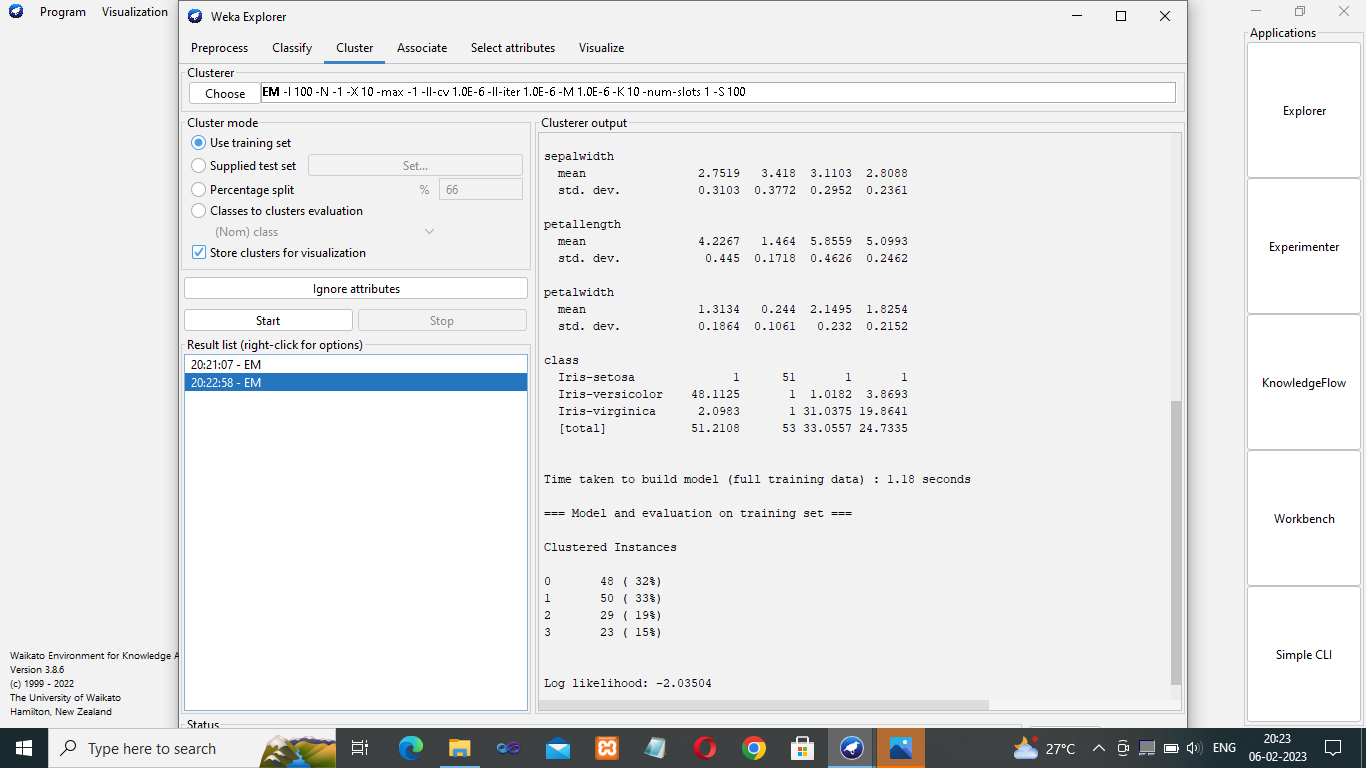 Program Visualization
Weka Explorer
Applications
Preprocess Classify Cluster Associate Select attributes Visualize
Clusterer
Choose EM -I 100 -N -1 -X 10 -max -1 -ll-cv 1.0E-6 -ll-iter 1.0E-6 -M 1.0E-6 -K 10 -num-slots 1 -S 100
Cluster mode
Use training set
Supplied test set Set...
Percentage split % 66
Classes to clusters evaluation
(Nom) class
Store clusters for visualization
Ignore attributes
Start Stop
Result list (right-click for options)
20:21:07 - EM
20:22:58 - EM
Clusterer output
sepalwidth
mean 2.7519 3.418 3.1103 2.8088
std. dev. 0.3103 0.3772 0.2952 0.2361
petallength
mean 4.2267 1.464 5.8559 5.0993
std. dev. 0.445 0.1718 0.4626 0.2462
petalwidth
mean 1.3134 0.244 2.1495 1.8254
std. dev. 0.1864 0.1061 0.232 0.2152
class
Iris-setosa 1 51 1 1
Iris-versicolor 48.1125 1 1.0182 3.8693
Iris-virginica 2.0983 1 31.0375 19.8641
[total] 51.2108 53 33.0557 24.7335
Time taken to build model (full training data) : 1.18 seconds
=== Model and evaluation on training set ===
Clustered Instances
0 48 ( 32%)
1 50 ( 33%)
2 29 ( 19%)
3 23 ( 15%)
Log likelihood: -2.03504
Explorer
Experimenter
KnowledgeFlow
Workbench
Simple CLI
Waikato Environment for Knowledge A
Version 3.8.6
(c) 1999 - 2022
The University of Waikato
Hamilton, New Zealand
Status
Type here to search
27°C
ENG
20:23
06-02-2023